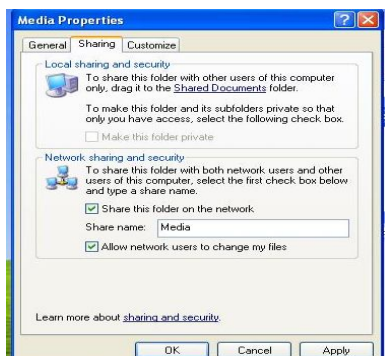 Media Properties
General Sharing Customize
Local sharing and security
To share this folder with other users of this computer
only, drag it to the Shared Documents folder.
To make this folder and its subfolders private so that
only you have access, select the following check box.
Make this folder private
Network sharing and security
To share this folder with both network users and other
users of this computer, select the first check box below
and type a share name.
Share this folder on the network
Share name: Media
Allow network users to change my files
Learn more about sharing and security.
OK Cancel Apply